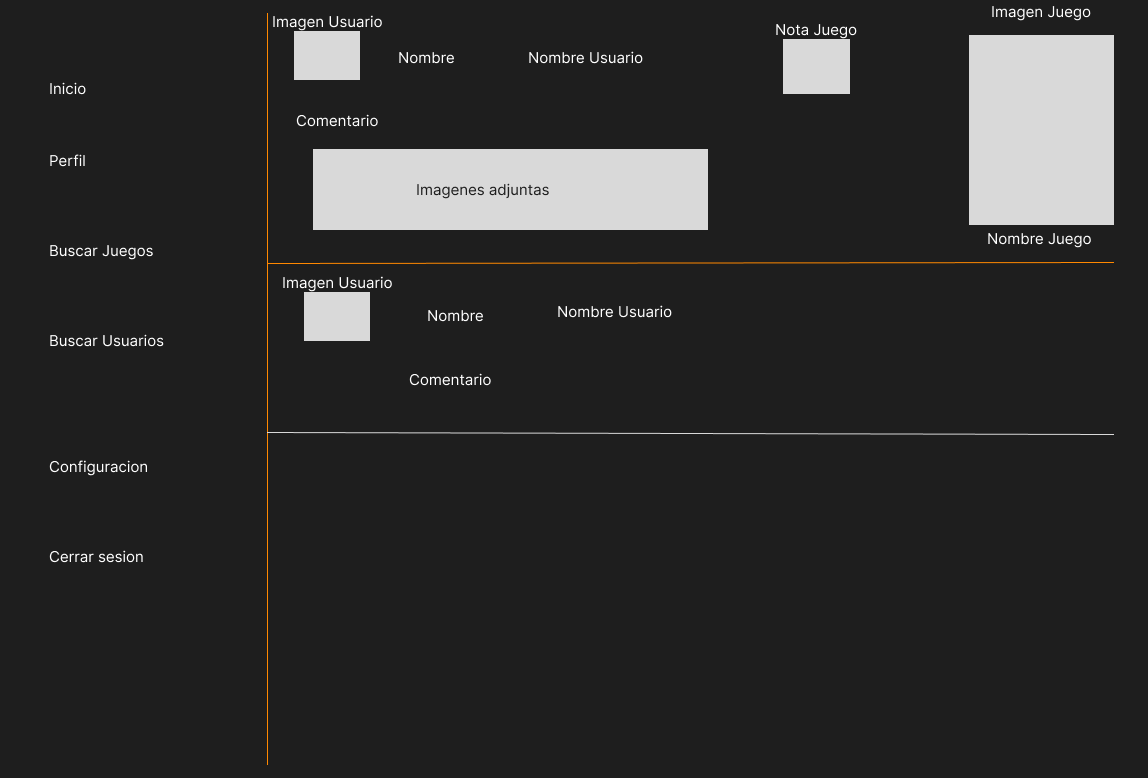 Inicio
Perfil
Buscar Juegos
Buscar Usuarios
Configuracion
Cerrar sesion
Imagen Usuario
Nombre
Nombre Usuario
Nota Juego
Imagen Juego
Comentario
Imagenes adjuntas
Nombre Juego
Imagen Usuario
Nombre
Nombre Usuario
Comentario